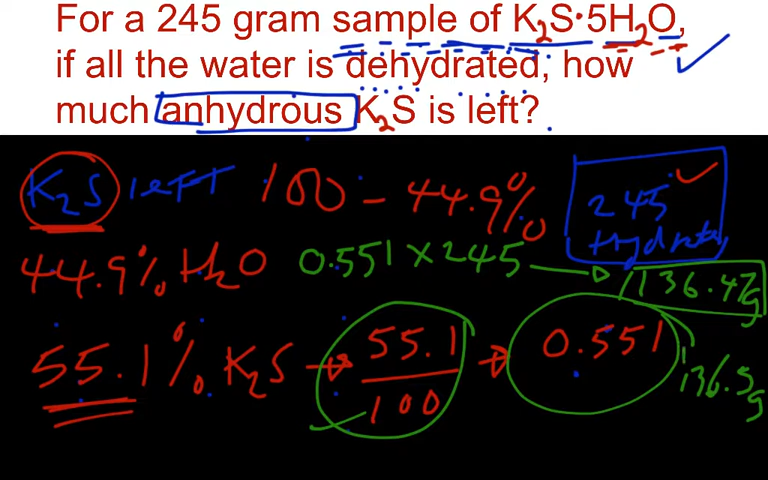 For a 245 gram sample of K₂S·5H₂O,
if all the water is dehydrated, how
much anhydrous K₂S is left?
K₂S left 100 - 44.9%
245 Hydrate
44.9% H₂O 0.551 × 245 → 136.47g
55.1% K₂S → 55.1/100 → 0.551
136.5g